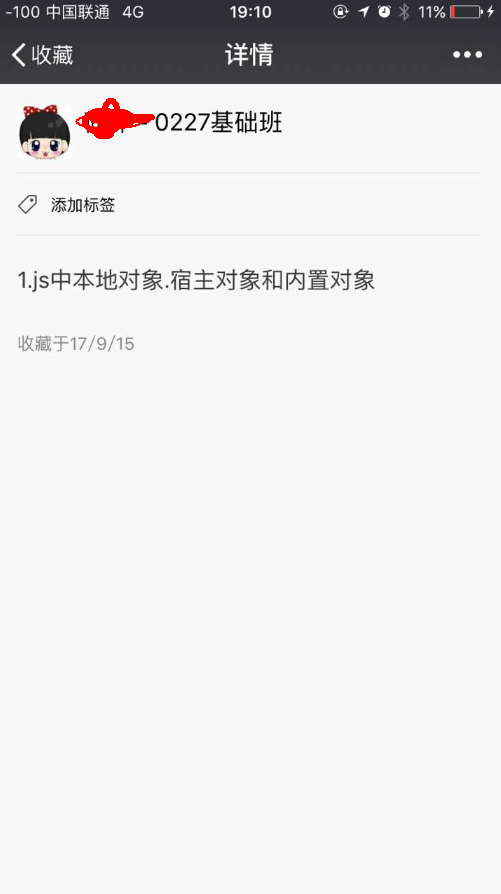 -100 中国联通 4G 19:10 11%
收藏 详情
0227基础班
添加标签
1.js中本地对象.宿主对象和内置对象
收藏于17/9/15